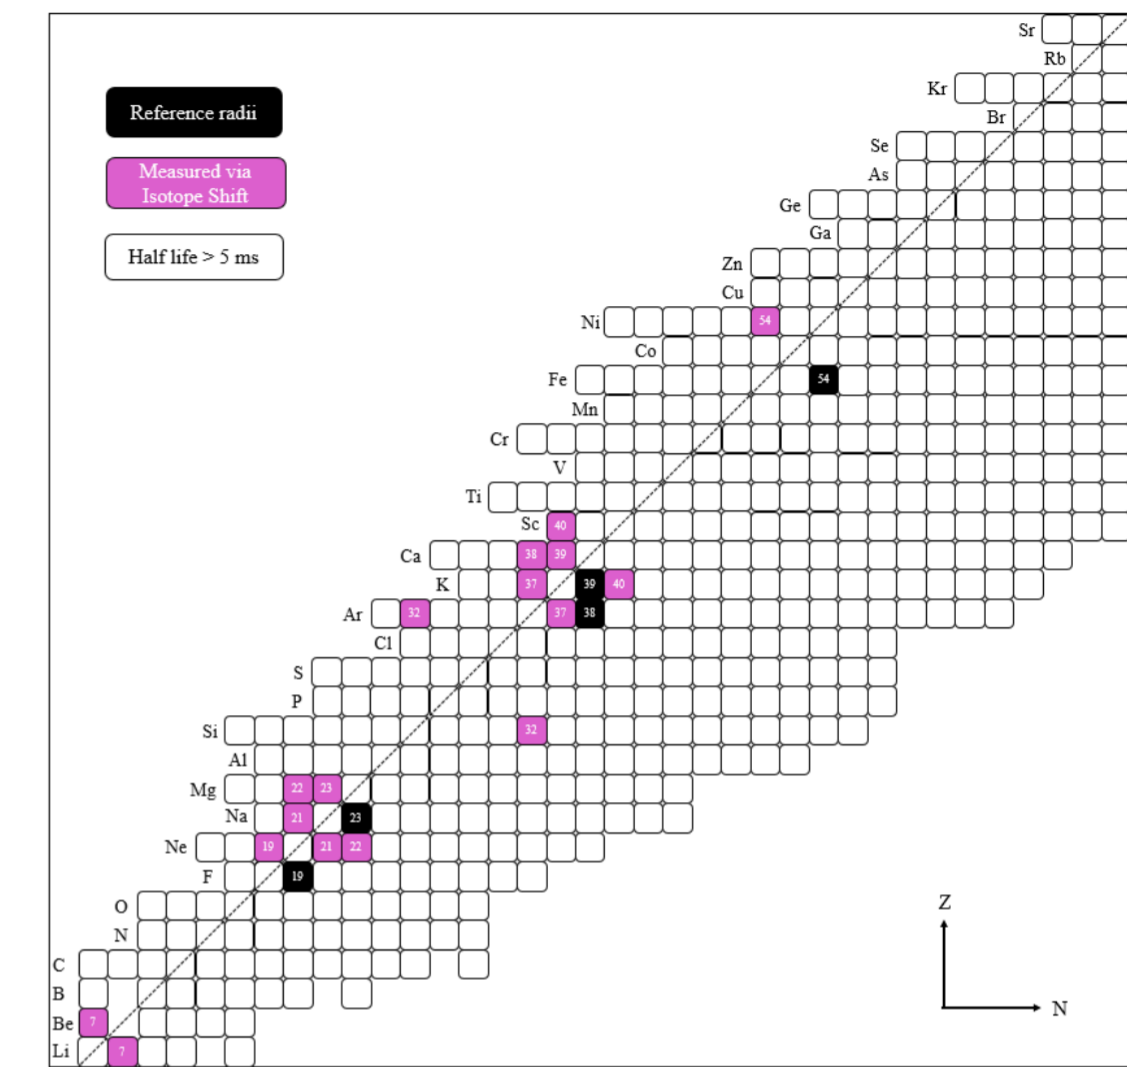 Sr
Rb
Kr
Reference radii
Br
Se
Measured via
Isotope Shift
As
Ge
Ga
Half life > 5 ms
Zn
Cu
Ni 54
Co
Fe 54
Mn
Cr
V
Ti
Sc 40
Ca 38 39
K 37 39 40
Ar 32 37 38
Cl
S
P
Si 32
Al
Mg 22 23
Na 21 23
Ne 19 21 22
F 19
O
Z
N
C
B
N
Be 7
Li 7